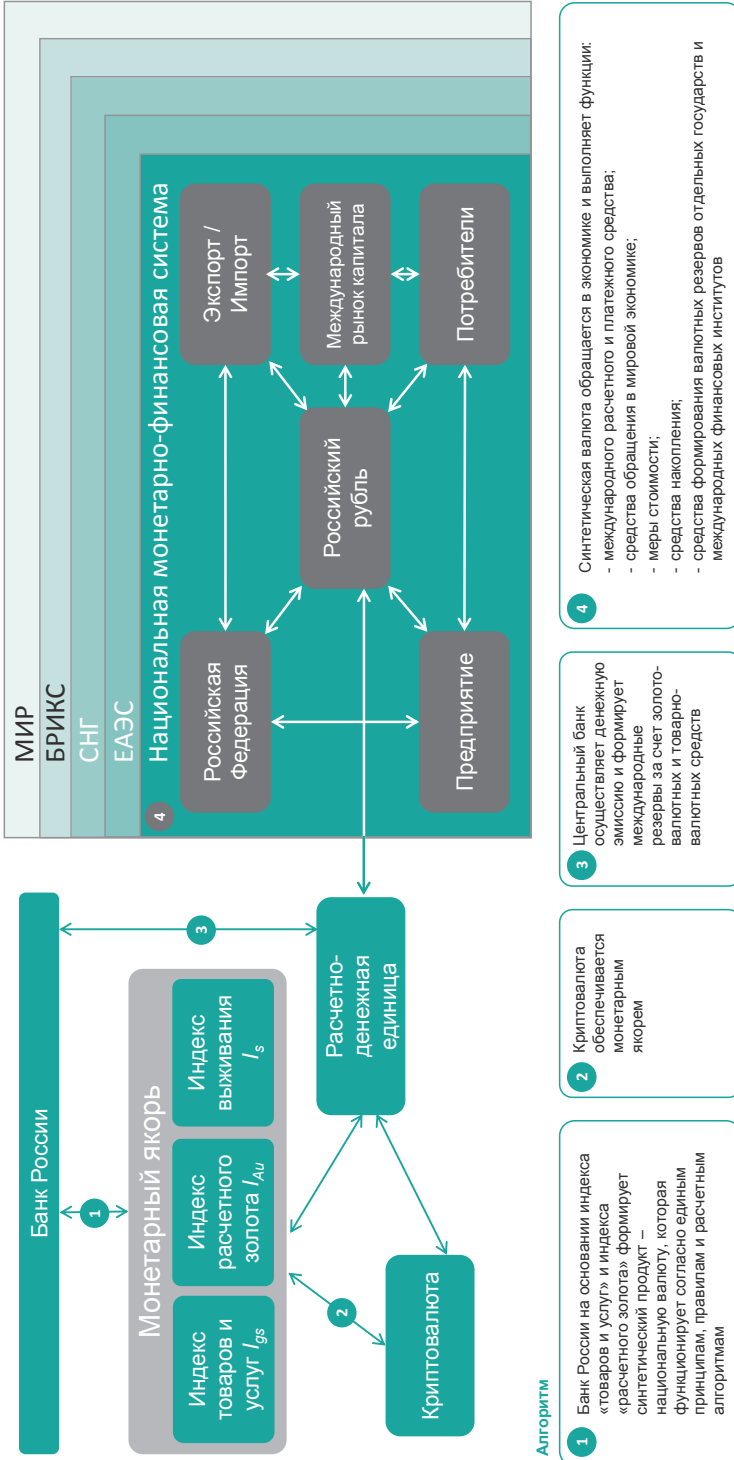 Банк России
1
Монетарный якорь
Индекс
товаров и
услуг I_gs
Индекс
расчетного
золота I_Au
Индекс
выживания
I_s
2
3
Криптовалюта
Расчетно-
денежная
единица
МИР
БРИКС
СНГ
ЕАЭС
4
Национальная монетарно-финансовая система
Российская
Федерация
Экспорт /
Импорт
Российский
рубль
Международный
рынок капитала
Предприятие
Потребители
Алгоритм
1
Банк России на основании индекса
«товаров и услуг» и индекса
«расчетного золота» формирует
синтетический продукт –
национальную валюту, которая
функционирует согласно единым
принципам, правилам и расчетным
алгоритмам
2
Криптовалюта
обеспечивается
монетарным
якорем
3
Центральный банк
осуществляет денежную
эмиссию и формирует
международные
резервы за счет золото-
валютных и товарно-
валютных средств
4
Синтетическая валюта обращается в экономике и выполняет функции:
- международного расчетного и платежного средства;
- средства обращения в мировой экономике;
- меры стоимости;
- средства накопления;
- средства формирования валютных резервов отдельных государств и
международных финансовых институтов